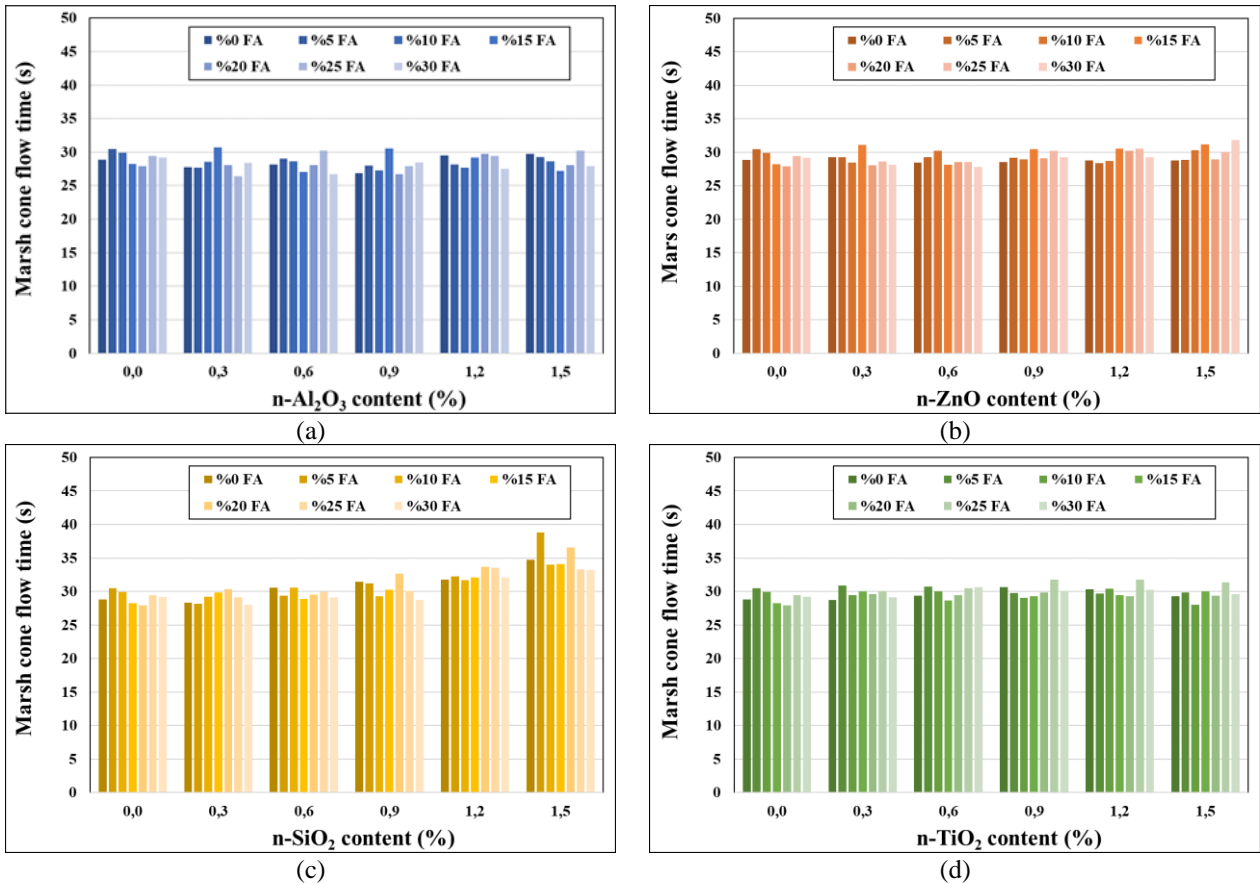 50
45
40
35
30
25
20
15
10
5
0
Marsh cone flow time (s)
%0 FA %5 FA %10 FA %15 FA
%20 FA %25 FA %30 FA
0,0 0,3 0,6 0,9 1,2 1,5
n-Al₂O₃ content (%)
(a)
50
45
40
35
30
25
20
15
10
5
0
Mars cone flow time (s)
%0 FA %5 FA %10 FA %15 FA
%20 FA %25 FA %30 FA
0,0 0,3 0,6 0,9 1,2 1,5
n-ZnO content (%)
(b)
50
45
40
35
30
25
20
15
10
5
0
Marsh cone flow time (s)
%0 FA %5 FA %10 FA %15 FA
%20 FA %25 FA %30 FA
0,0 0,3 0,6 0,9 1,2 1,5
n-SiO₂ content (%)
(c)
50
45
40
35
30
25
20
15
10
5
0
Marsh cone flow time (s)
%0 FA %5 FA %10 FA %15 FA
%20 FA %25 FA %30 FA
0,0 0,3 0,6 0,9 1,2 1,5
n-TiO₂ content (%)
(d)